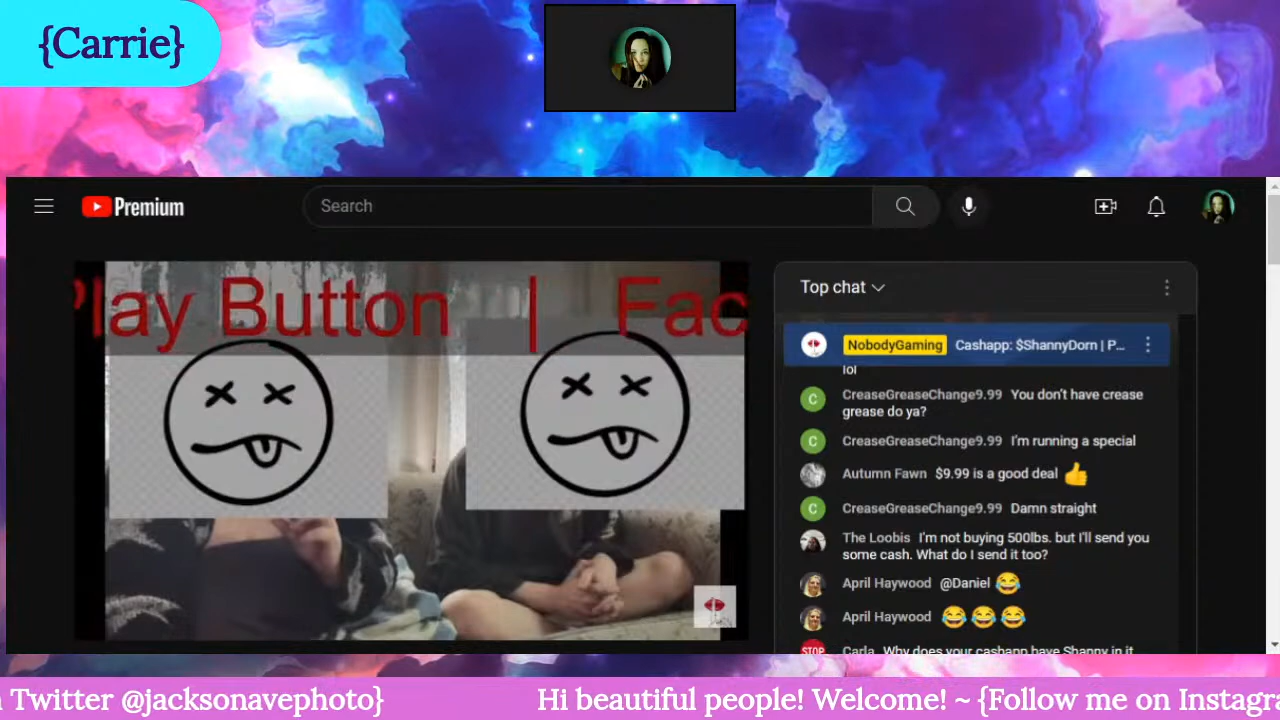 {Carrie}
Premium
Search
Play Button | Fac
Top chat
NobodyGaming Cashapp: $ShannyDorn | P...
lol
C CreaseGreaseChange9.99 You don't have crease
grease do ya?
C CreaseGreaseChange9.99 I'm running a special
Autumn Fawn $9.99 is a good deal 👍
C CreaseGreaseChange9.99 Damn straight
The Loobis I'm not buying 500lbs. but I'll send you
some cash. What do I send it too?
April Haywood @Daniel 😂
April Haywood 😂😂😂
STOP Carla Why does your cashapp have Shanny in it
Twitter @jacksonavephoto} Hi beautiful people! Welcome! ~ {Follow me on Instagra